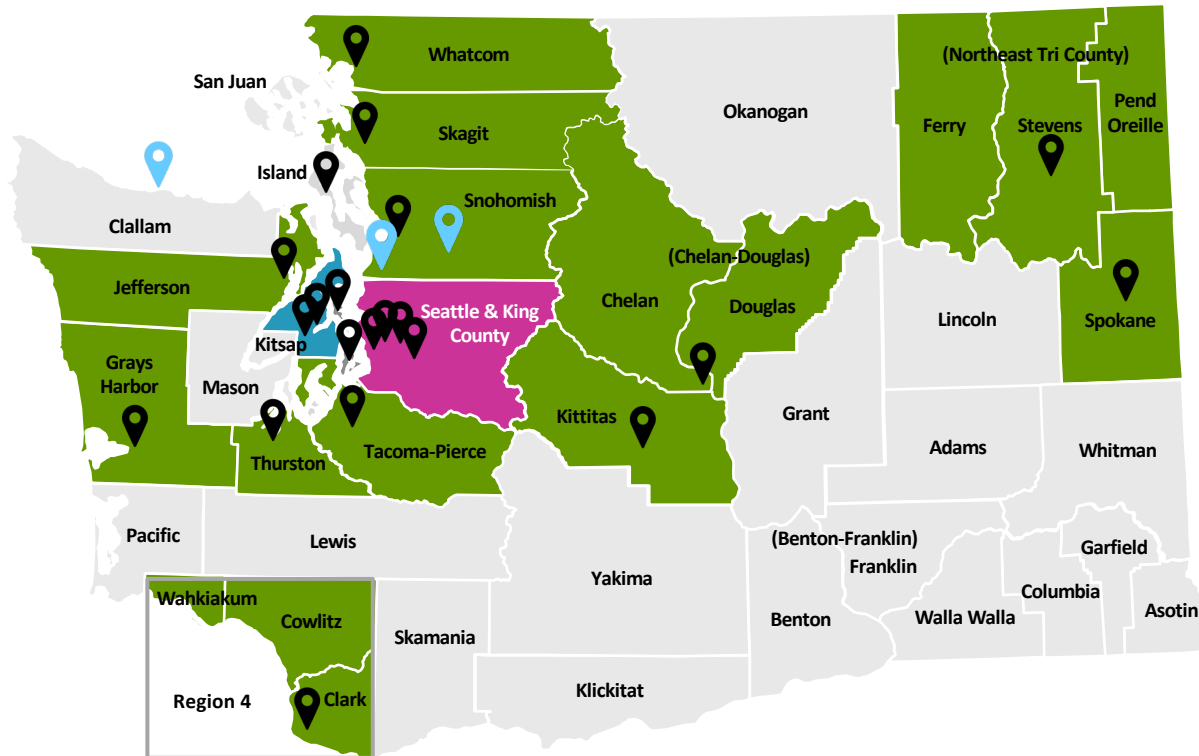 Whatcom
(Northeast Tri County)
San Juan
Okanogan
Pend
Oreille
Skagit
Ferry
Stevens
Island
Snohomish
Clallam
(Chelan-Douglas)
Jefferson
Chelan
Douglas
Seattle & King
County
Lincoln
Spokane
Kitsap
Grays
Harbor
Mason
Kittitas
Grant
Tacoma-Pierce
Thurston
Adams
Whitman
Pacific
Lewis
(Benton-Franklin)
Franklin
Garfield
Yakima
Columbia
Wahkiakum
Asotin
Cowlitz
Skamania
Benton
Walla Walla
Region 4
Clark
Klickitat